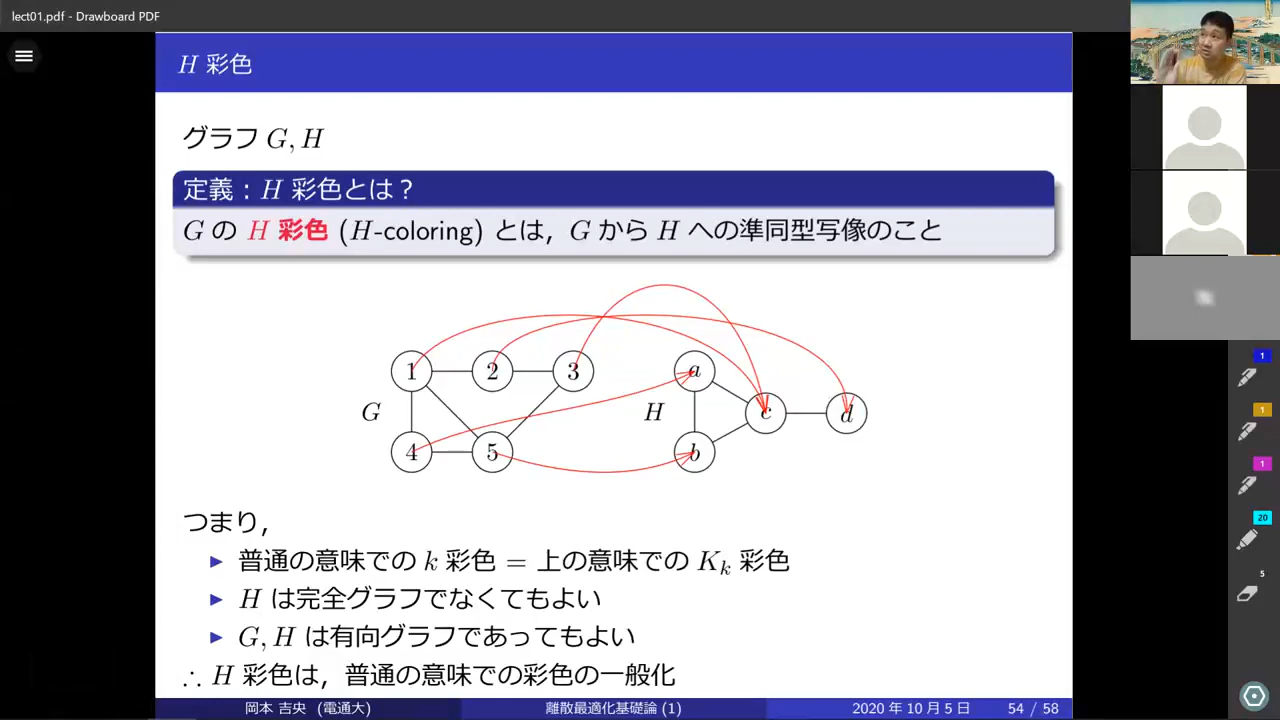 lect01.pdf - Drawboard PDF
H 彩色
グラフ G, H
定義：H 彩色とは？
G の H 彩色 (H-coloring) とは，G から H への準同型写像のこと
1 2 3 a
G H c d
4 5 b
つまり，
▶ 普通の意味での k 彩色 = 上の意味での K_k 彩色
▶ H は完全グラフでなくてもよい
▶ G, H は有向グラフであってもよい
∴ H 彩色は，普通の意味での彩色の一般化
岡本 吉央 (電通大) 離散最適化基礎論 (1) 2020 年 10 月 5 日 54 / 58
1
1
1
20
5